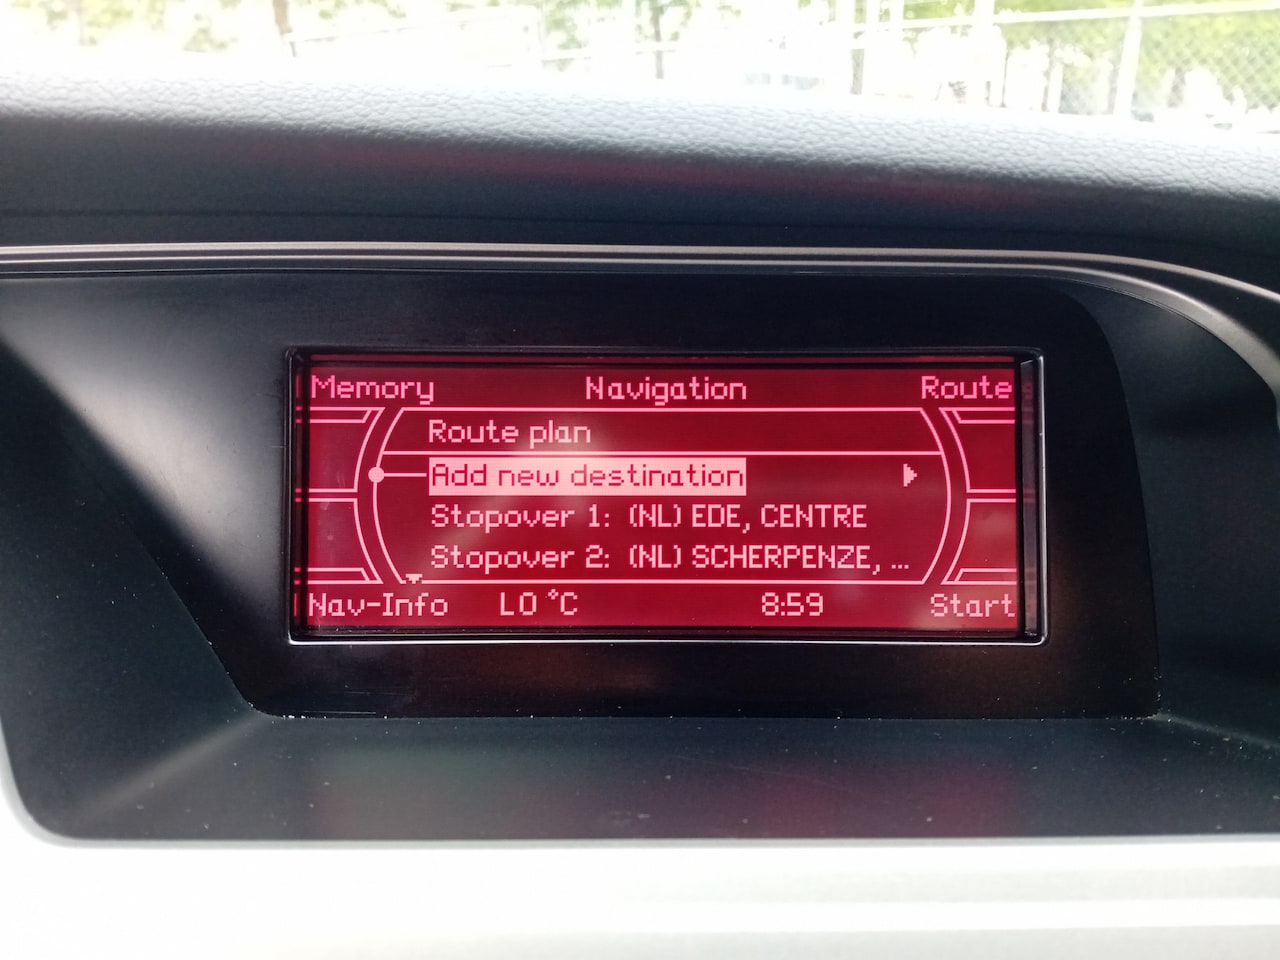 Memory Navigation Route
Route plan
Add new destination
Stopover 1: (NL) EDE, CENTRE
Stopover 2: (NL) SCHERPENZE, ...
Nav-Info LO °C 8:59 Start